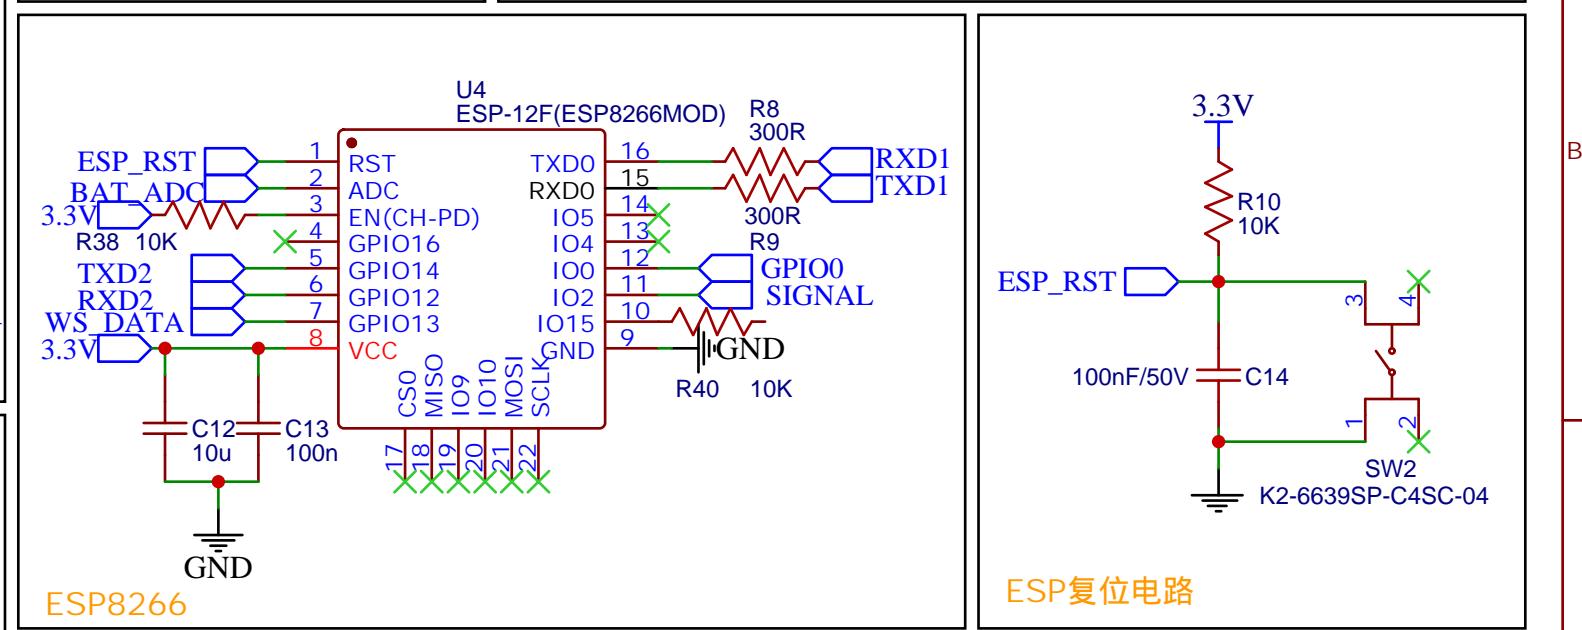 U4
ESP-12F(ESP8266MOD)
R8
300R
ESP_RST
1
RST
TXD0
16
RXD1
BAT_ADC
2
ADC
RXD0
15
TXD1
3.3V
3
EN(CH-PD)
IO5
14
300R
R38 10K
4
GPIO16
IO4
13
R9
TXD2
5
GPIO14
IO0
12
GPIO0
RXD2
6
GPIO12
IO2
11
SIGNAL
WS_DATA
7
GPIO13
IO15
10
3.3V
8
VCC
GND
9
GND
R40 10K
CS0
MISO
IO9
IO10
MOSI
SCLK
17
18
19
20
21
22
C12
10u
C13
100n
GND
ESP8266
3.3V
R10
10K
ESP_RST
3
4
100nF/50V
C14
1
2
SW2
K2-6639SP-C4SC-04
ESP复位电路
B